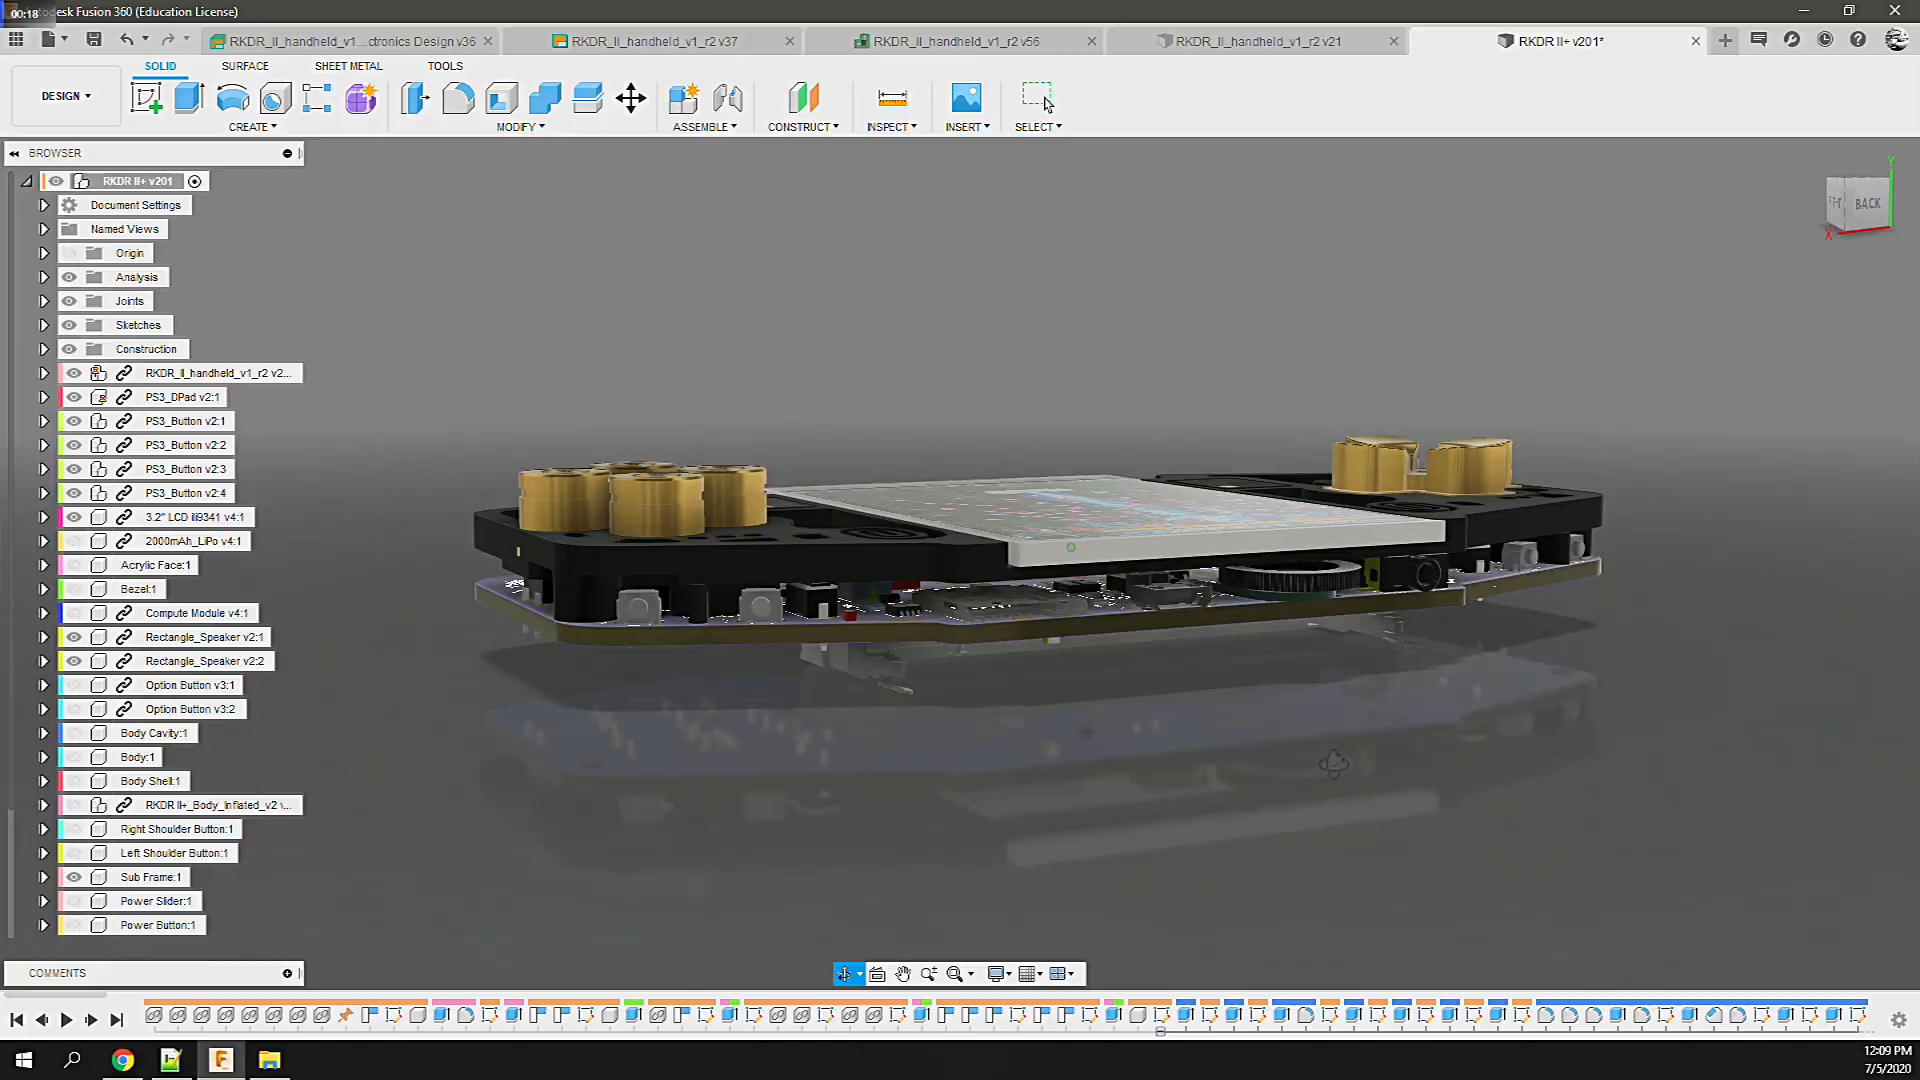 00:18
odesk Fusion 360 (Education License)
RKDR_II_handheld_v1...ctronics Design v36
RKDR_II_handheld_v1_r2 v37
RKDR_II_handheld_v1_r2 v56
RKDR_II_handheld_v1_r2 v21
RKDR II+ v201*
SOLID
SURFACE
SHEET METAL
TOOLS
DESIGN
CREATE
MODIFY
ASSEMBLE
CONSTRUCT
INSPECT
INSERT
SELECT
BROWSER
RKDR II+ v201
Document Settings
Named Views
Origin
Analysis
Joints
Sketches
Construction
RKDR_II_handheld_v1_r2 v2...
PS3_DPad v2:1
PS3_Button v2:1
PS3_Button v2:2
PS3_Button v2:3
PS3_Button v2:4
3.2" LCD ili9341 v4:1
2000mAh_LiPo v4:1
Acrylic Face:1
Bezel:1
Compute Module v4:1
Rectangle_Speaker v2:1
Rectangle_Speaker v2:2
Option Button v3:1
Option Button v3:2
Body Cavity:1
Body:1
Body Shell:1
RKDR II+_Body_Inflated_v2 v...
Right Shoulder Button:1
Left Shoulder Button:1
Sub Frame:1
Power Slider:1
Power Button:1
Y
BACK
X
COMMENTS
12:09 PM
7/5/2020